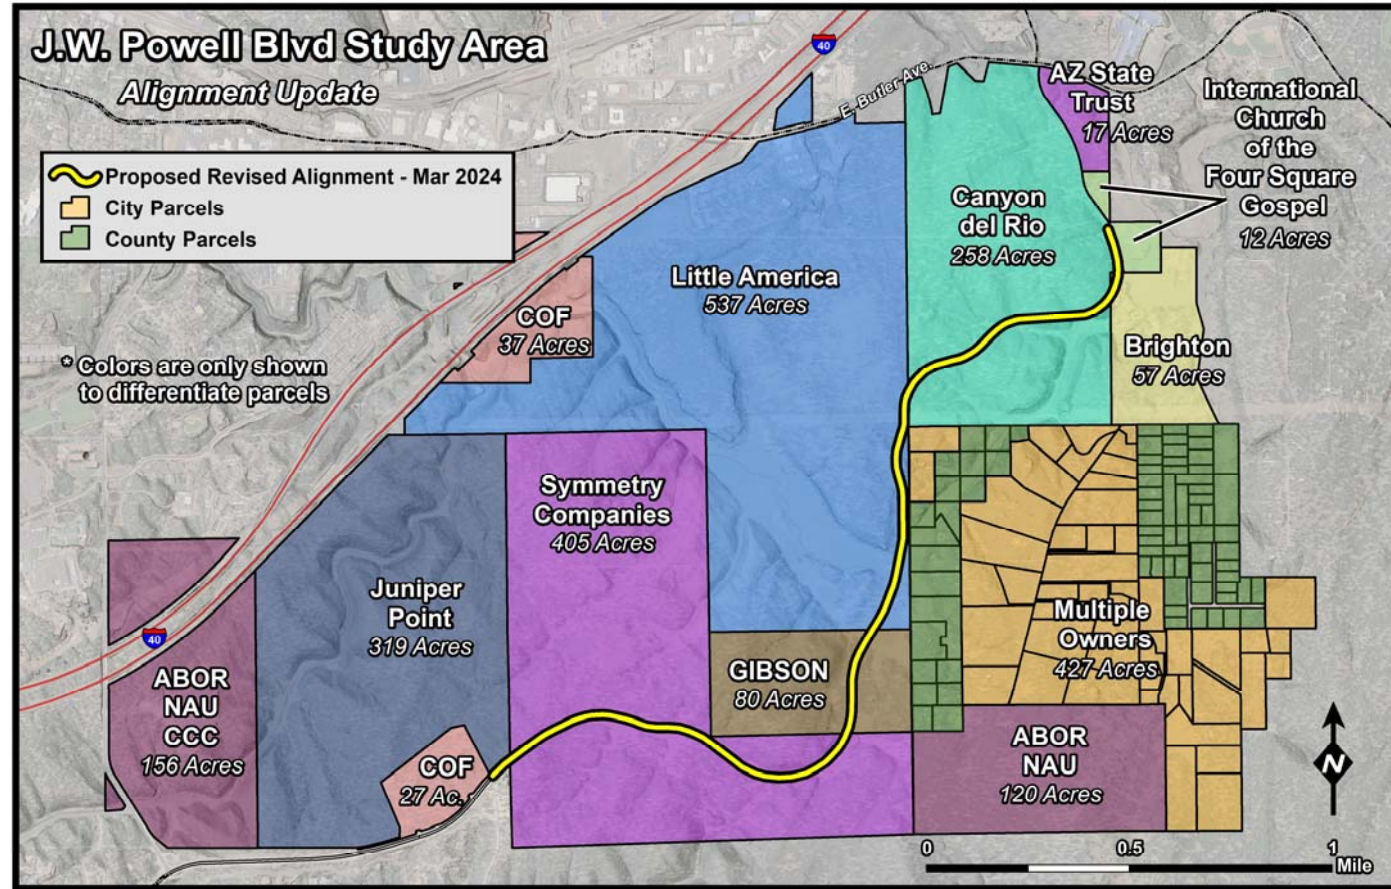 J.W. Powell Blvd Study Area
Alignment Update
Proposed Revised Alignment - Mar 2024
City Parcels
County Parcels
* Colors are only shown
to differentiate parcels
40
E. Butler Ave.
AZ State
Trust
17 Acres
International
Church
of the
Four Square
Gospel
12 Acres
Canyon
del Rio
258 Acres
Little America
537 Acres
COF
37 Acres
Brighton
57 Acres
Symmetry
Companies
405 Acres
Juniper
Point
319 Acres
40
Multiple
Owners
427 Acres
GIBSON
80 Acres
ABOR
NAU
CCC
156 Acres
COF
27 Ac.
ABOR
NAU
120 Acres
N
0 0.5 1
Mile